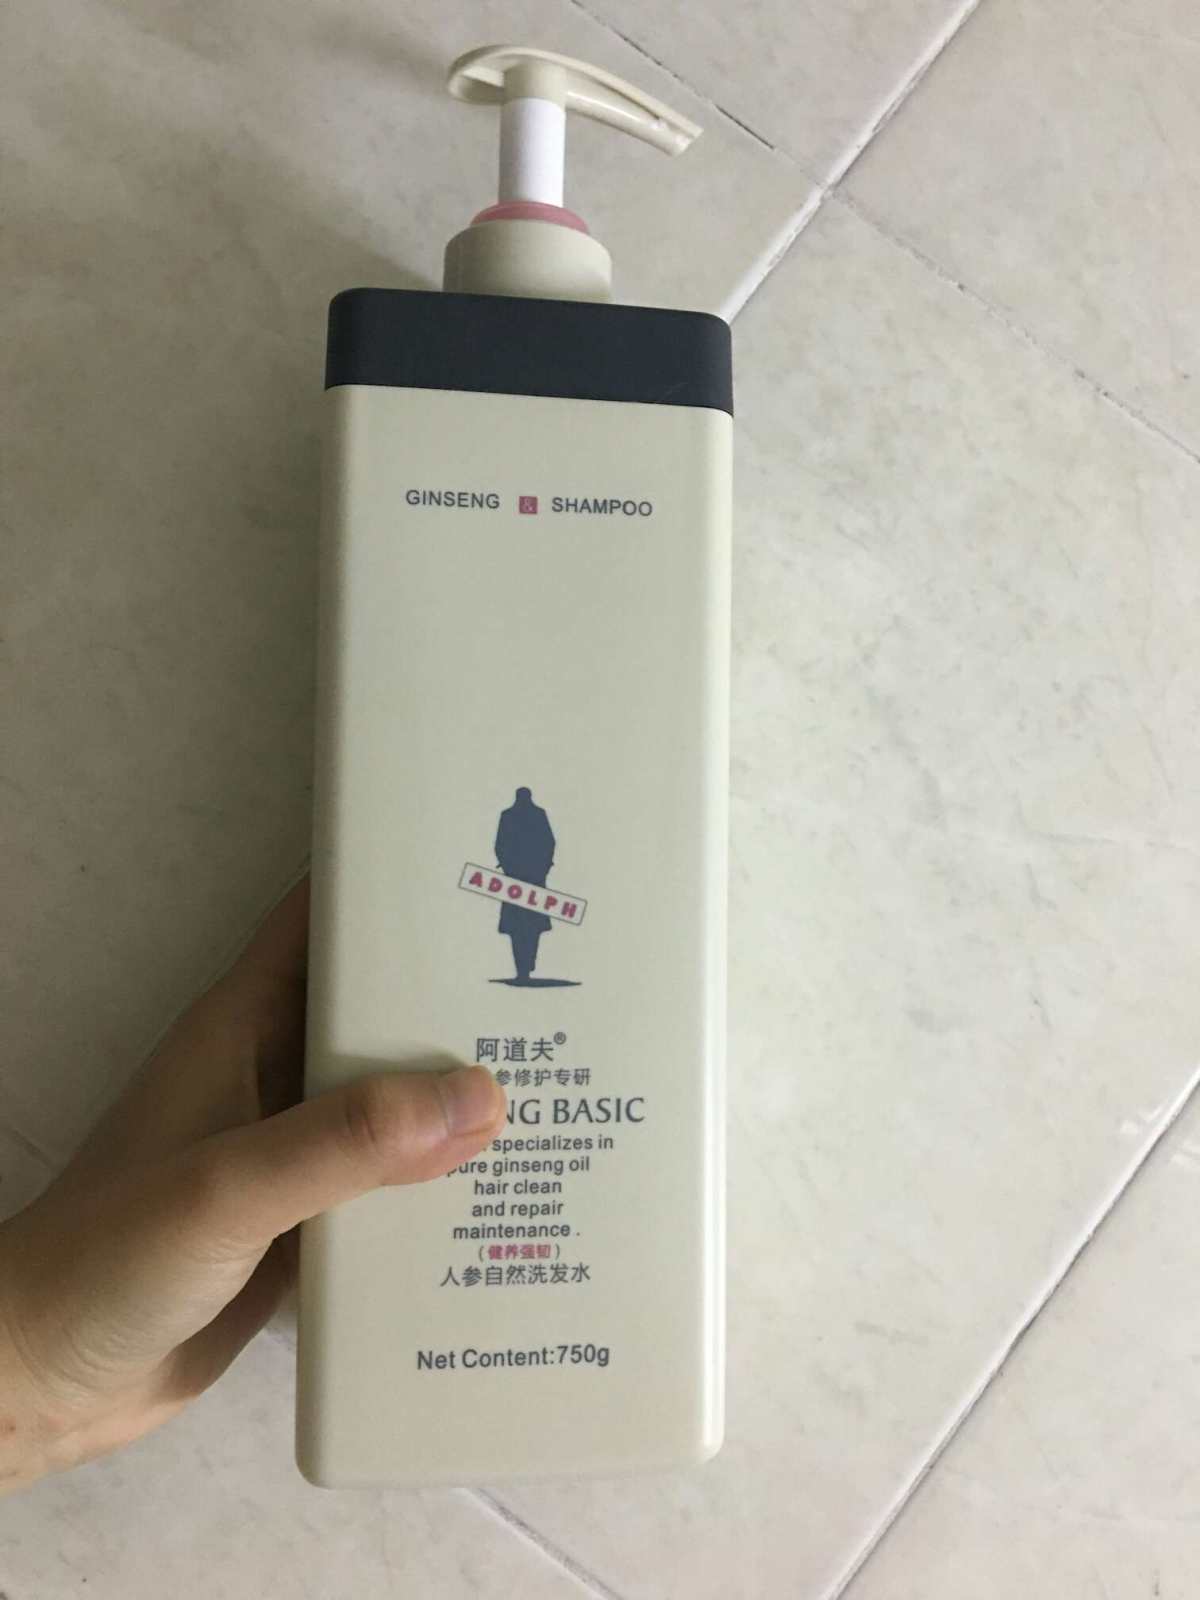 GINSENG & SHAMPOO
ADOLPH
阿道夫®
参修护专研
NG BASIC
specializes in
pure ginseng oil
hair clean
and repair
maintenance .
(健养强韧)
人参自然洗发水
Net Content:750g